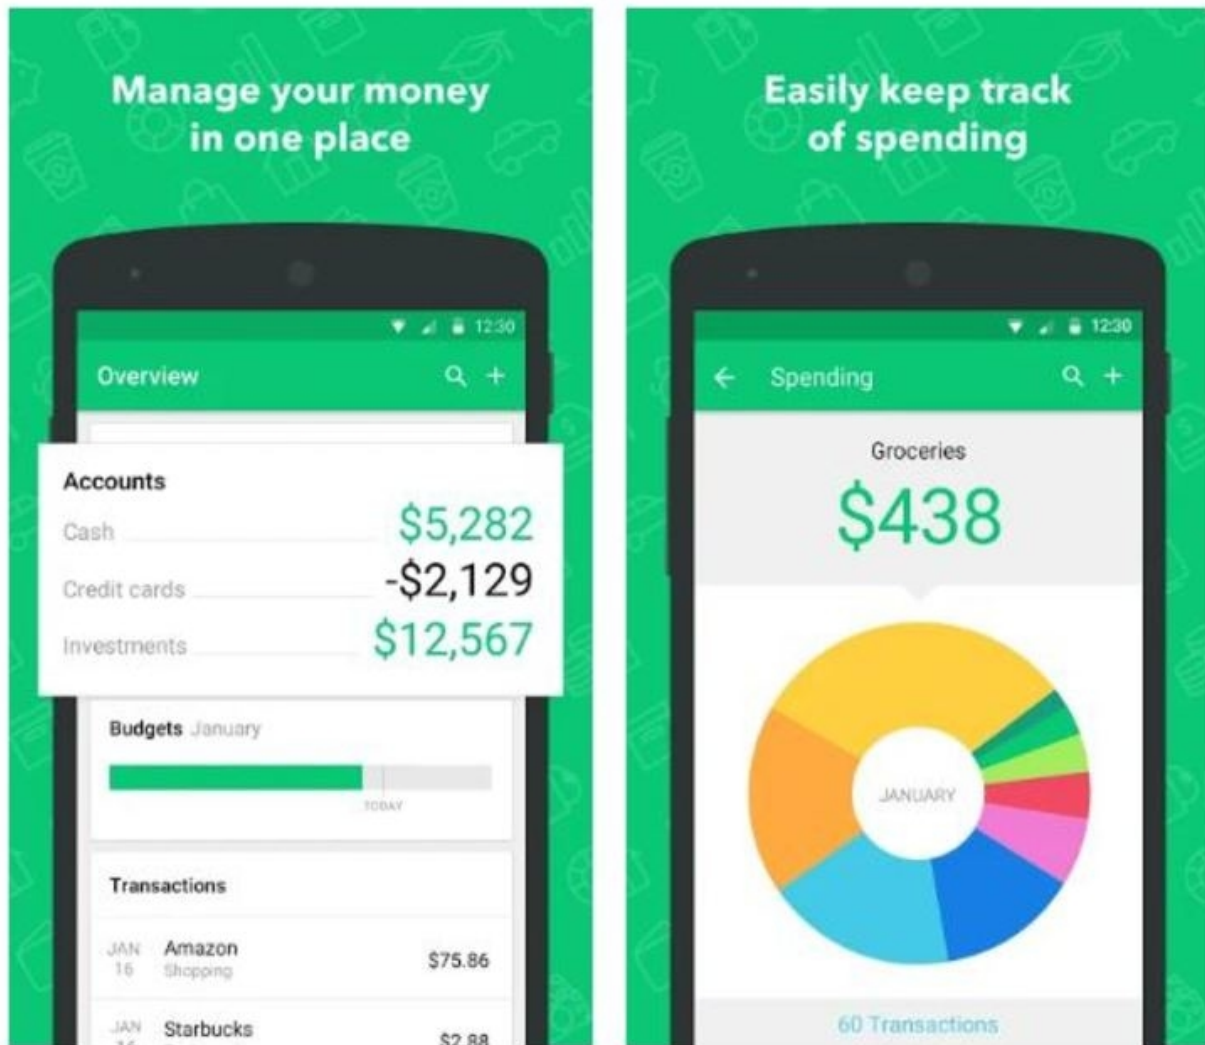 Manage your money
in one place
12:30
Overview
Accounts
Cash $5,282
Credit cards -$2,129
Investments $12,567
Budgets January
TODAY
Transactions
JAN 16 Amazon $75.86
Shopping
JAN Starbucks $2.88
Easily keep track
of spending
12:30
Spending
Groceries
$438
JANUARY
60 Transactions